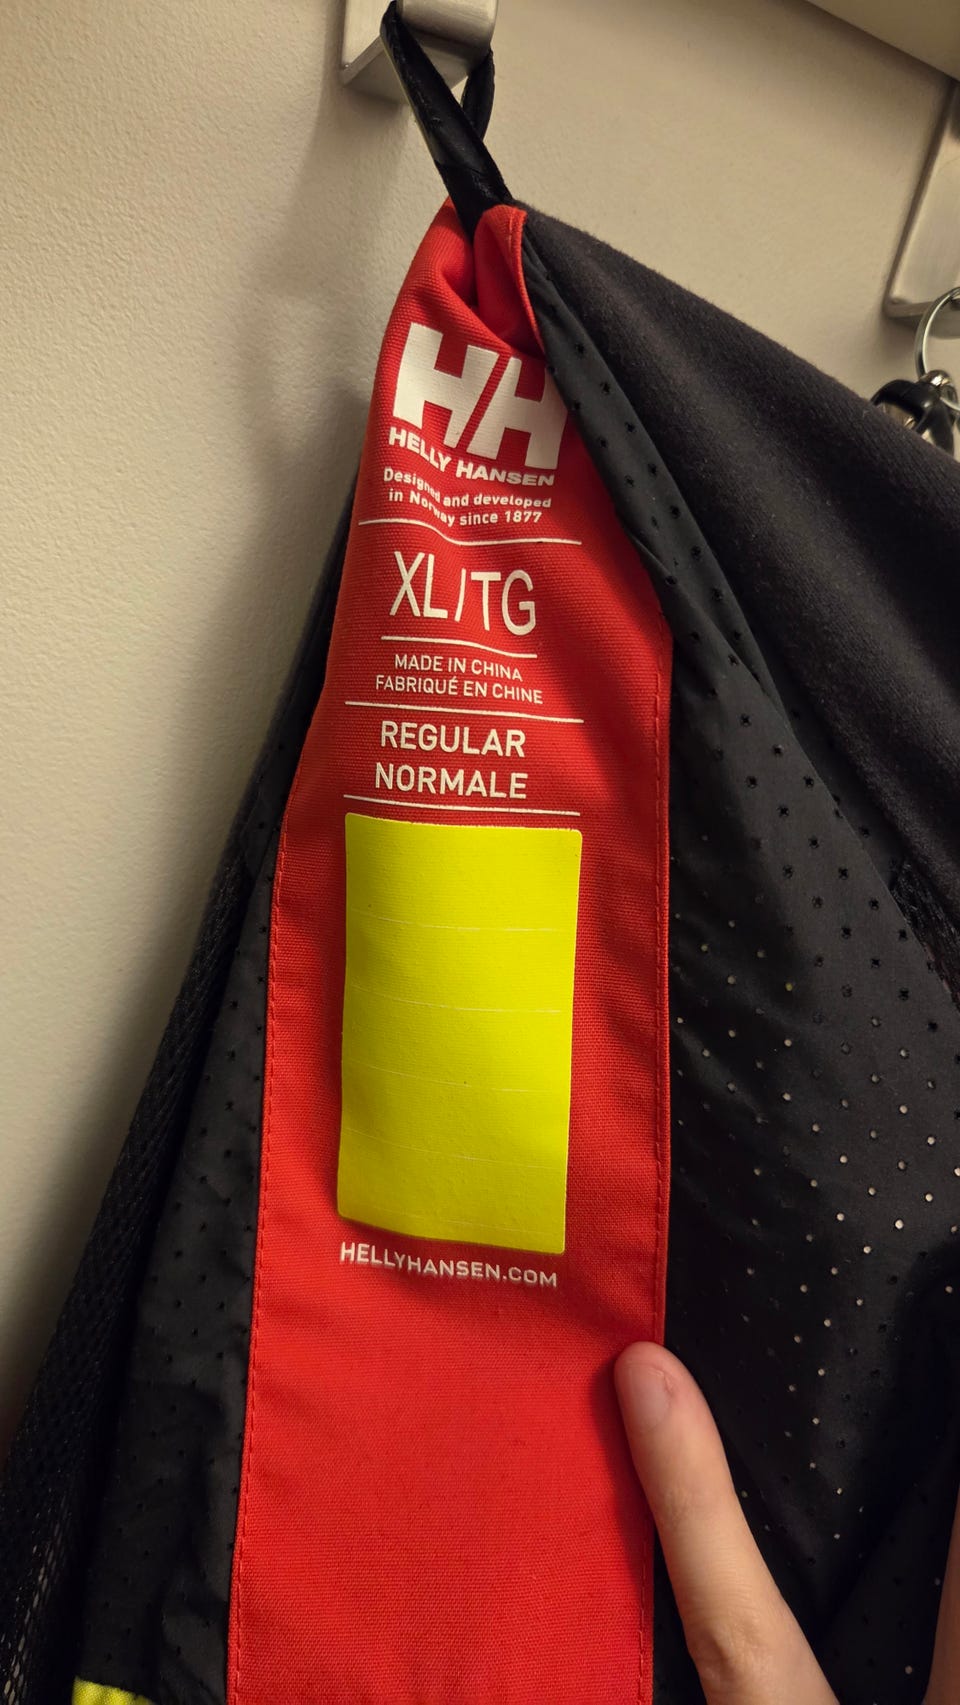 HH
HELLY HANSEN
Designed and developed
in Norway since 1877
XL/TG
MADE IN CHINA
FABRIQUÉ EN CHINE
REGULAR
NORMALE
HELLYHANSEN.COM